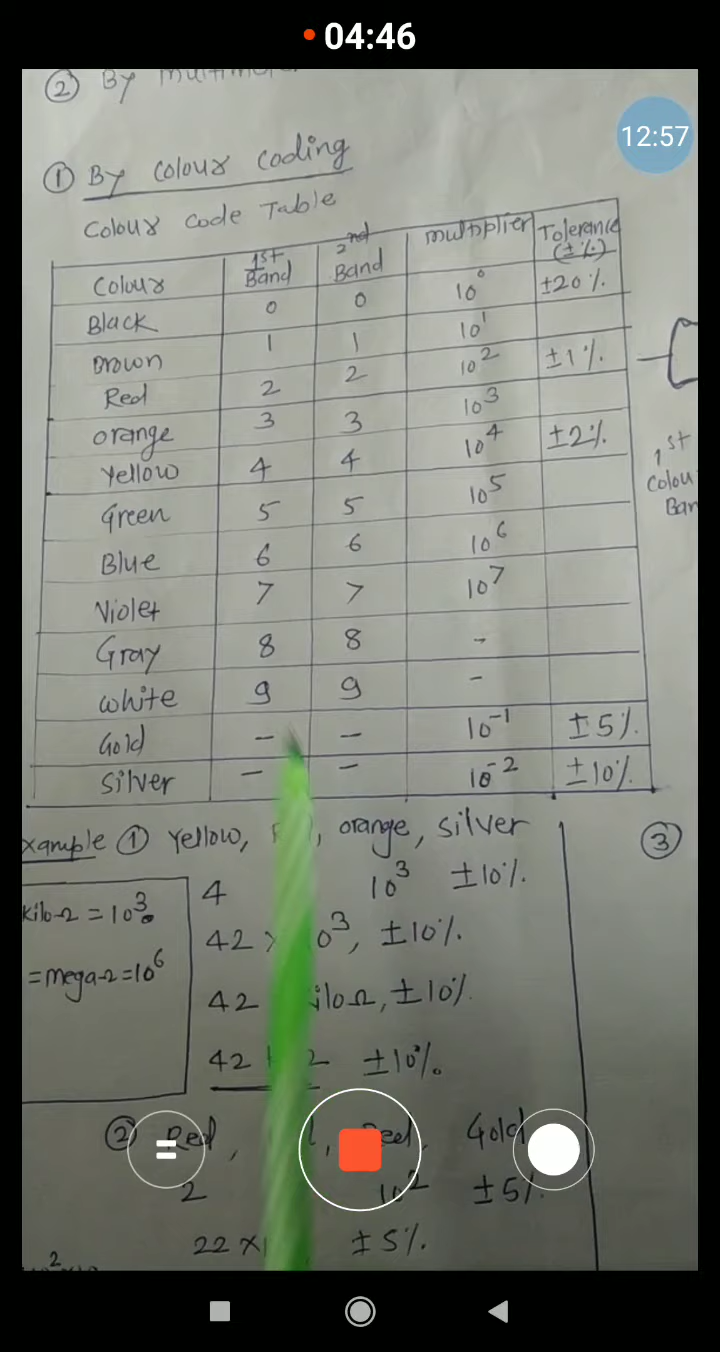 04:46
② By
12:57
① By Colour Coding
Colour Code Table
Colour 1st Band 2nd Band multiplier Tolerance (±%)
Black 0 0 10⁰ ±20%
Brown 1 1 10¹
Red 2 2 10² ±1%
orange 3 3 10³
Yellow 4 4 10⁴ ±2%
Green 5 5 10⁵
Blue 6 6 10⁶
Violet 7 7 10⁷
Gray 8 8 -
white 9 9 -
Gold - - 10⁻¹ ±5%
Silver - - 10⁻² ±10%
1st
Colou
Ban
xample ① Yellow, , orange, silver
③
4 10³ ±10%.
kilo-Ω = 10³
42 × 10³, ±10%.
= mega-Ω = 10⁶
42 kiloΩ, ±10%
42 ±10%.
② Red, , Red, Gold
2 10² ±5%.
22 × ±5%.